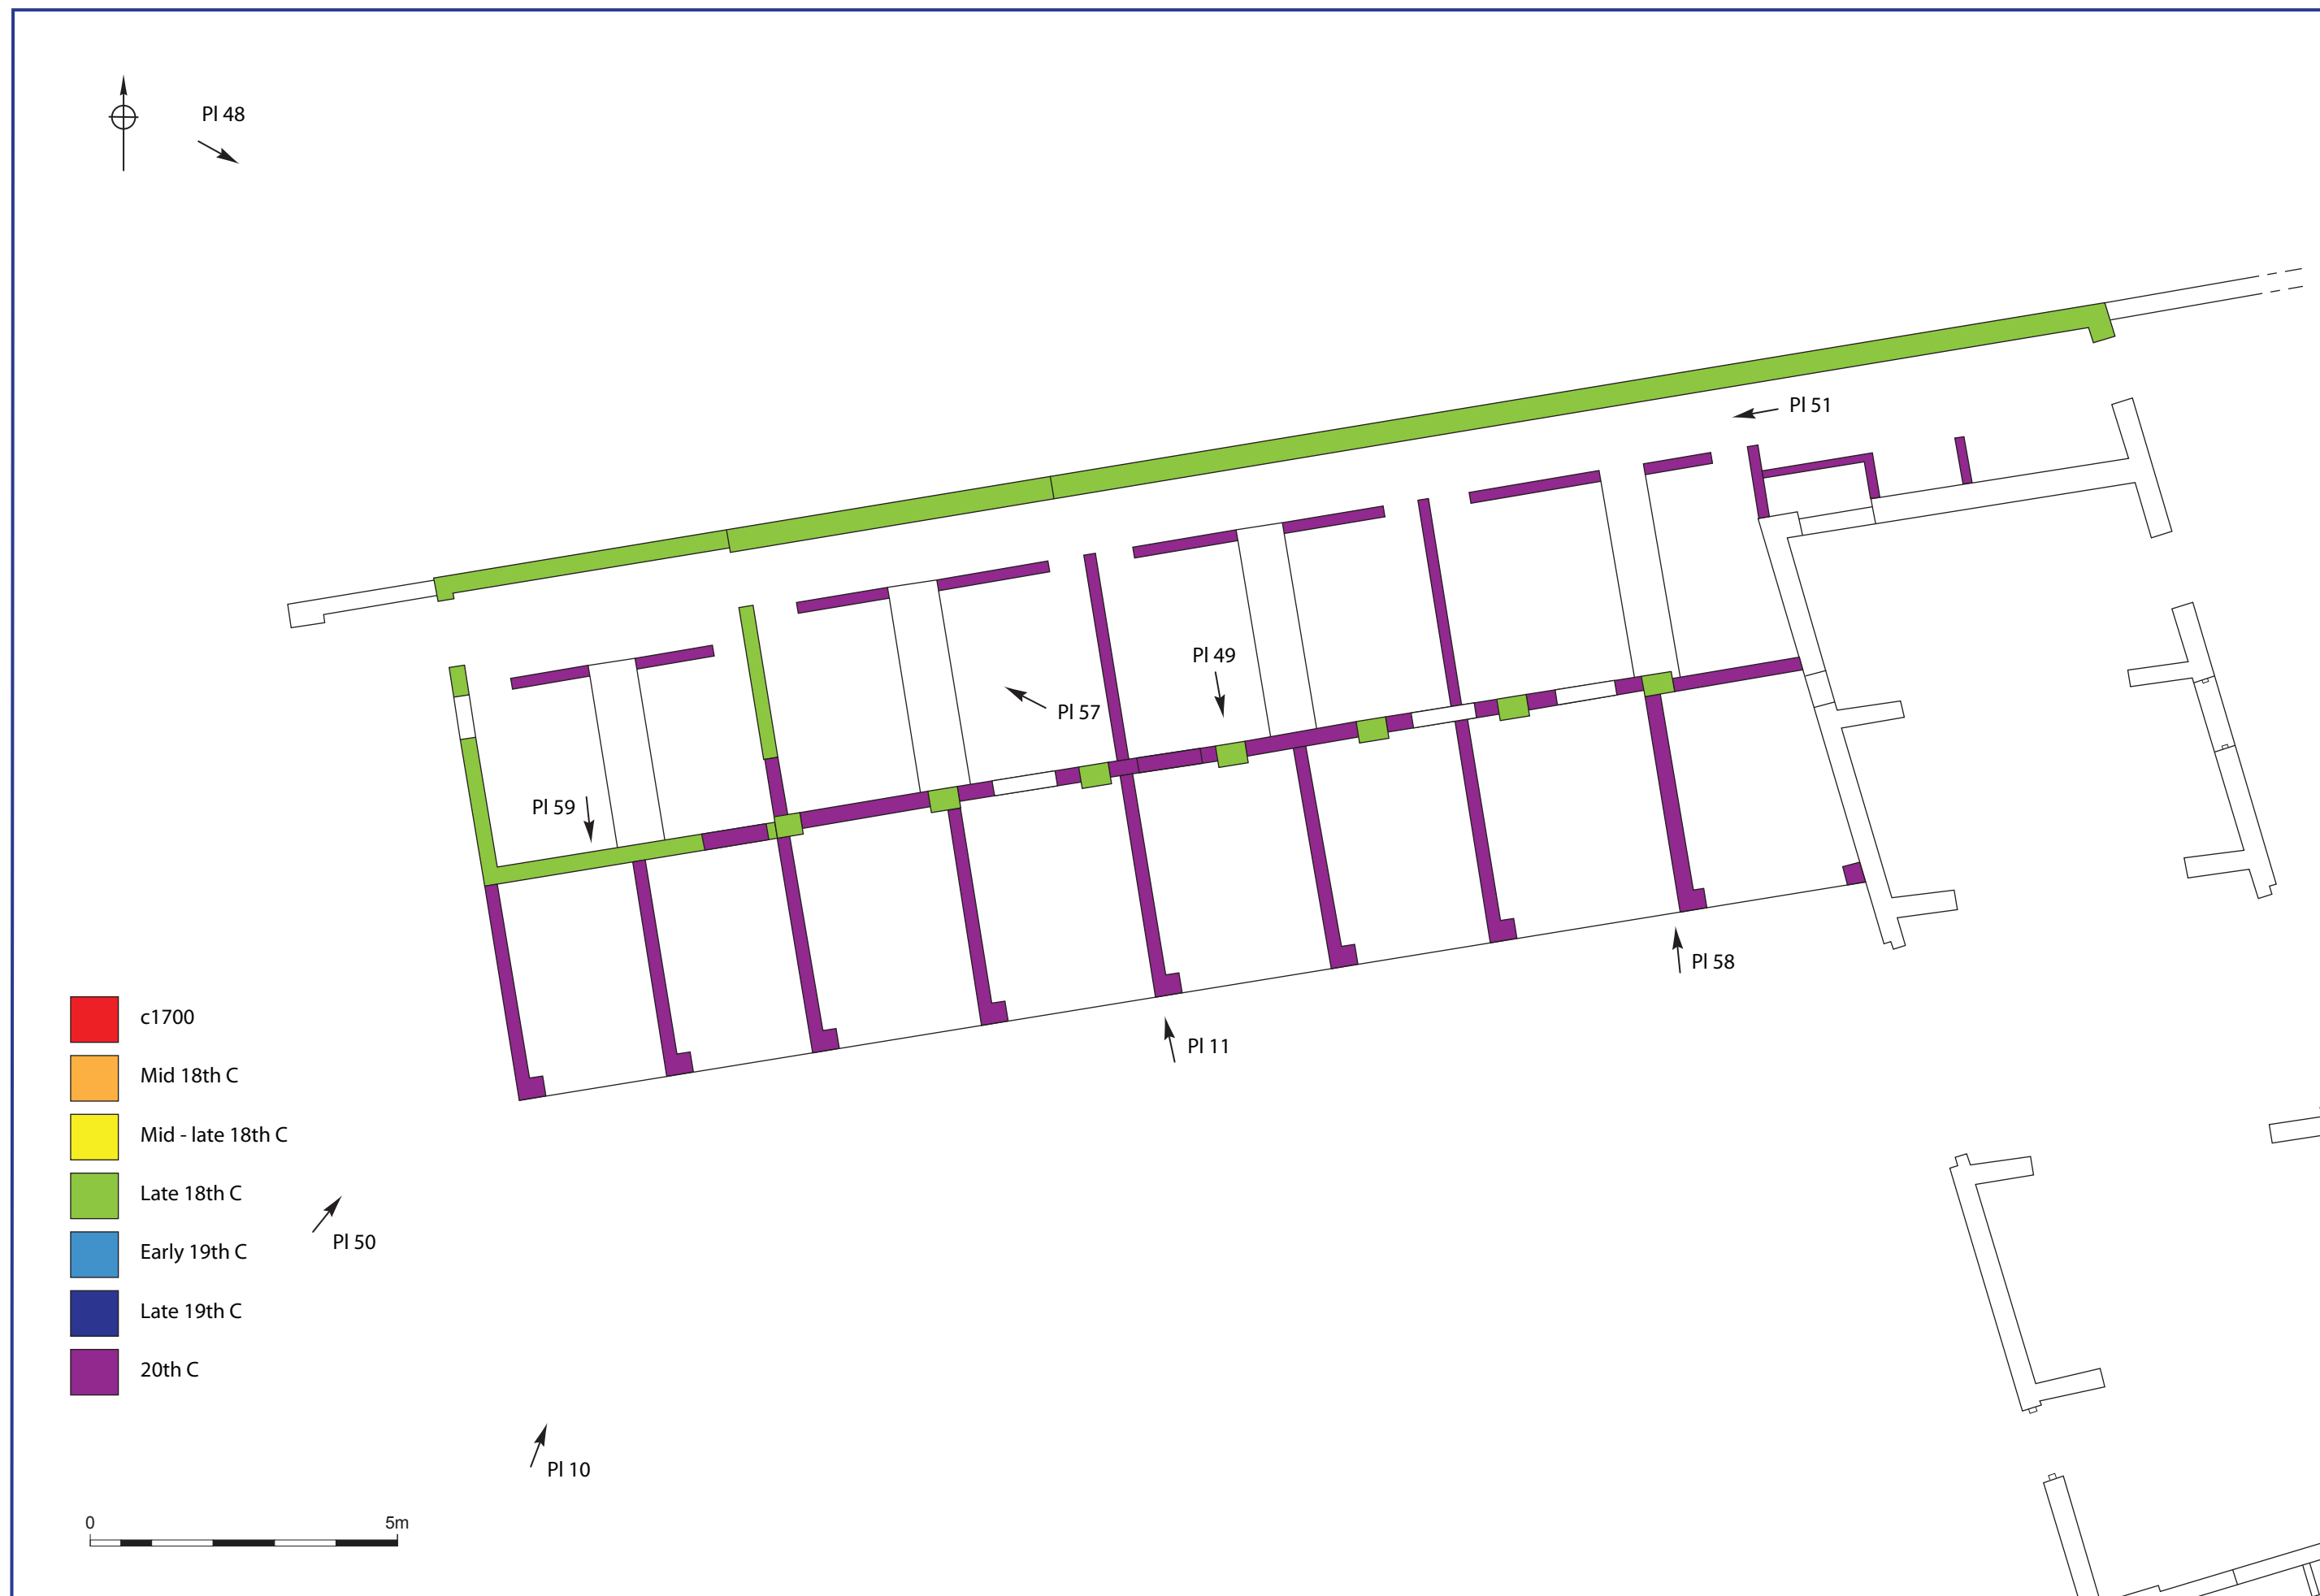 Pl 48
Pl 51
Pl 49
Pl 57
Pl 59
Pl 58
Pl 11
c1700
Mid 18th C
Mid - late 18th C
Late 18th C
Early 19th C
Late 19th C
20th C
Pl 50
Pl 10
0 5m